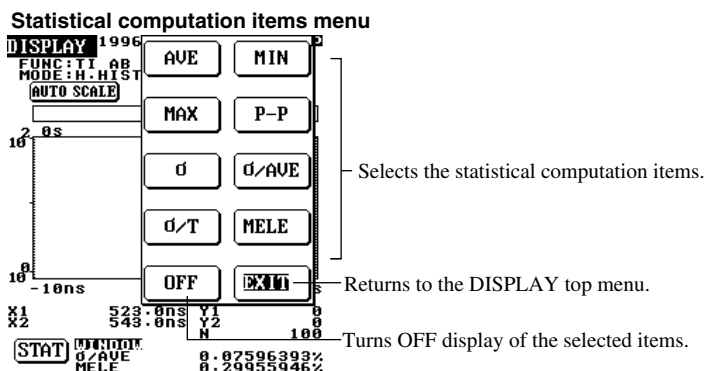 Statistical computation items menu
DISPLAY 1996
FUNC:TI AB
MODE:H.HIST
AUTO SCALE
AVE MIN
MAX P-P
σ σ/AVE
σ/T MELE
OFF EXIT
2 0s
10
0
10
-10ns s
X1 523.0ns Y1 0
X2 543.0ns Y2 0
N 100
STAT WINDOW
σ/AVE 0.07596393%
MELE 0.29955946%
Selects the statistical computation items.
Returns to the DISPLAY top menu.
Turns OFF display of the selected items.